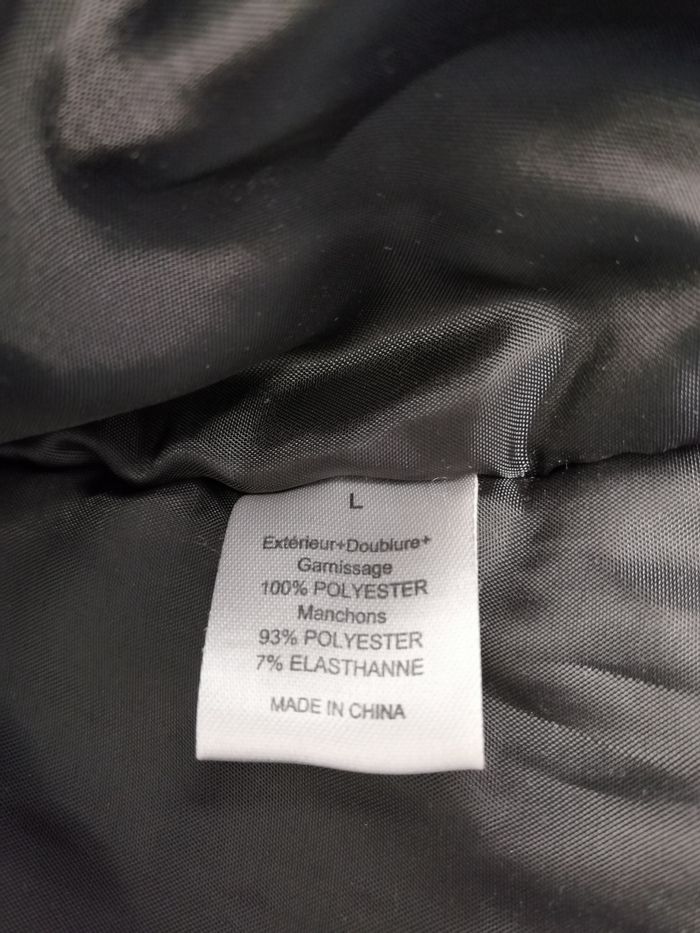 L
Extérieur+Doublure+
Garnissage
100% POLYESTER
Manchons
93% POLYESTER
7% ELASTHANNE
MADE IN CHINA